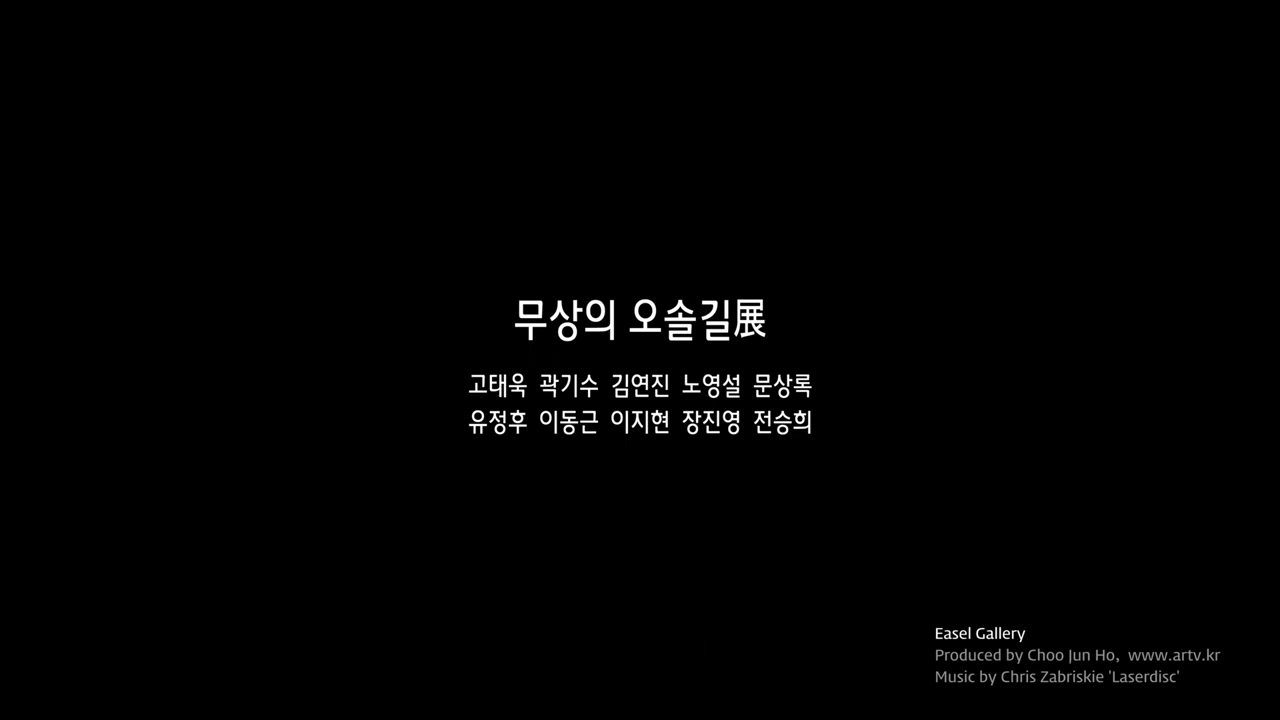 무상의 오솔길展
고태욱 곽기수 김연진 노영설 문상록
유정후 이동근 이지현 장진영 전승희
Easel Gallery
Produced by Choo Jun Ho, www.artv.kr
Music by Chris Zabriskie 'Laserdisc'